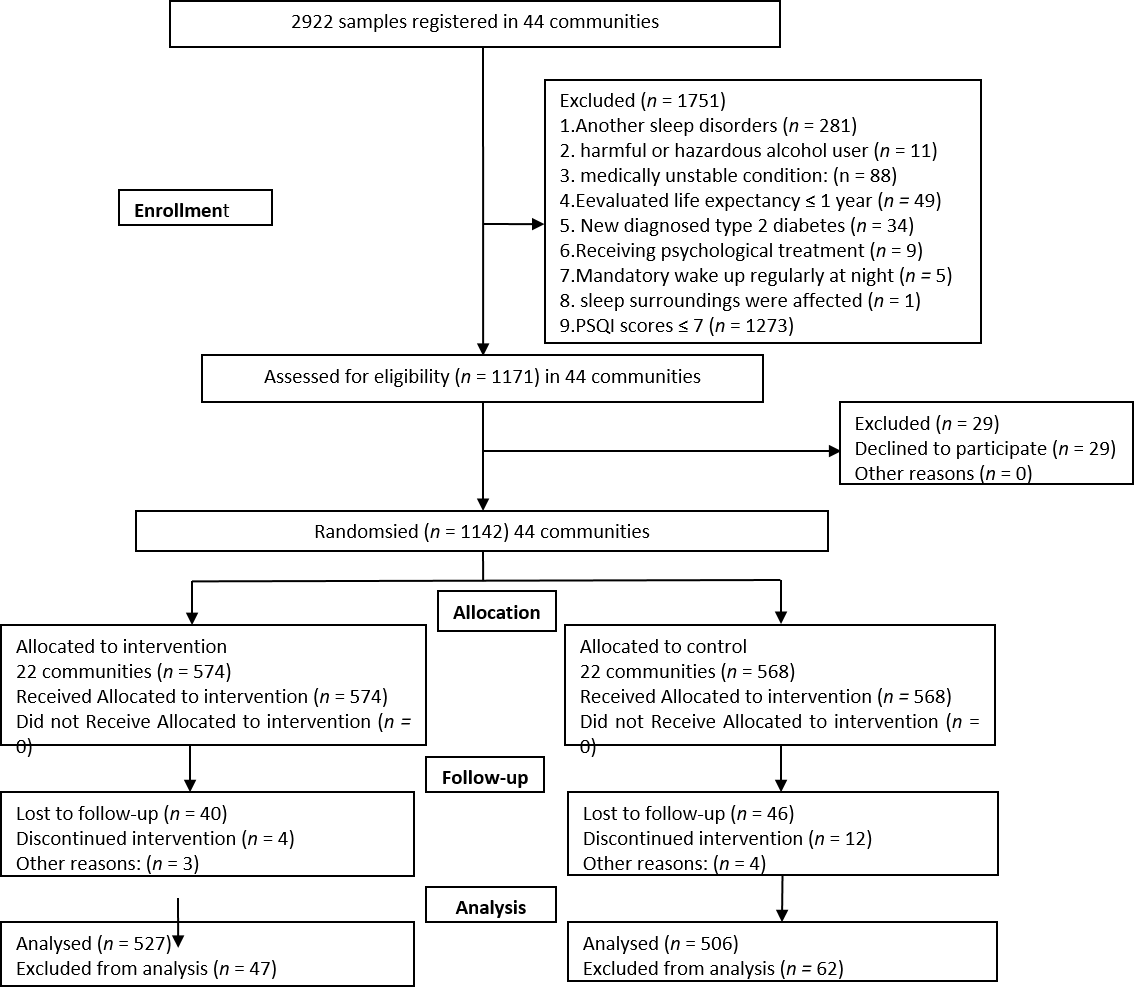 2922 samples registered in 44 communities
Excluded (n = 1751)
1.Another sleep disorders (n = 281)
2. harmful or hazardous alcohol user (n = 11)
3. medically unstable condition: (n = 88)
4.Eevaluated life expectancy ≤ 1 year (n = 49)
5. New diagnosed type 2 diabetes (n = 34)
6.Receiving psychological treatment (n = 9)
7.Mandatory wake up regularly at night (n = 5)
8. sleep surroundings were affected (n = 1)
9.PSQI scores ≤ 7 (n = 1273)
Enrollment
Assessed for eligibility (n = 1171) in 44 communities
Excluded (n = 29)
Declined to participate (n = 29)
Other reasons (n = 0)
Randomsied (n = 1142) 44 communities
Allocation
Allocated to intervention
22 communities (n = 574)
Received Allocated to intervention (n = 574)
Did not Receive Allocated to intervention (n =
0)
Allocated to control
22 communities (n = 568)
Received Allocated to intervention (n = 568)
Did not Receive Allocated to intervention (n =
0)
Follow-up
Lost to follow-up (n = 40)
Discontinued intervention (n = 4)
Other reasons: (n = 3)
Lost to follow-up (n = 46)
Discontinued intervention (n = 12)
Other reasons: (n = 4)
Analysis
Analysed (n = 527)
Excluded from analysis (n = 47)
Analysed (n = 506)
Excluded from analysis (n = 62)